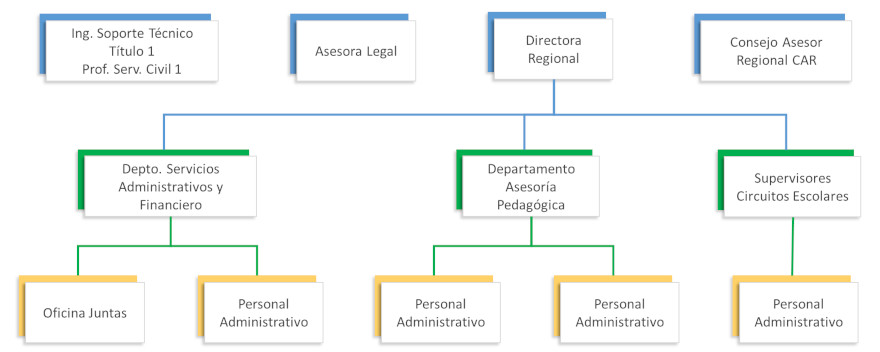 Ing. Soporte Técnico
Título 1
Prof. Serv. Civil 1
Asesora Legal
Directora
Regional
Consejo Asesor
Regional CAR
Depto. Servicios
Administrativos y
Financiero
Departamento
Asesoría
Pedagógica
Supervisores
Circuitos Escolares
Oficina Juntas
Personal
Administrativo
Personal
Administrativo
Personal
Administrativo
Personal
Administrativo